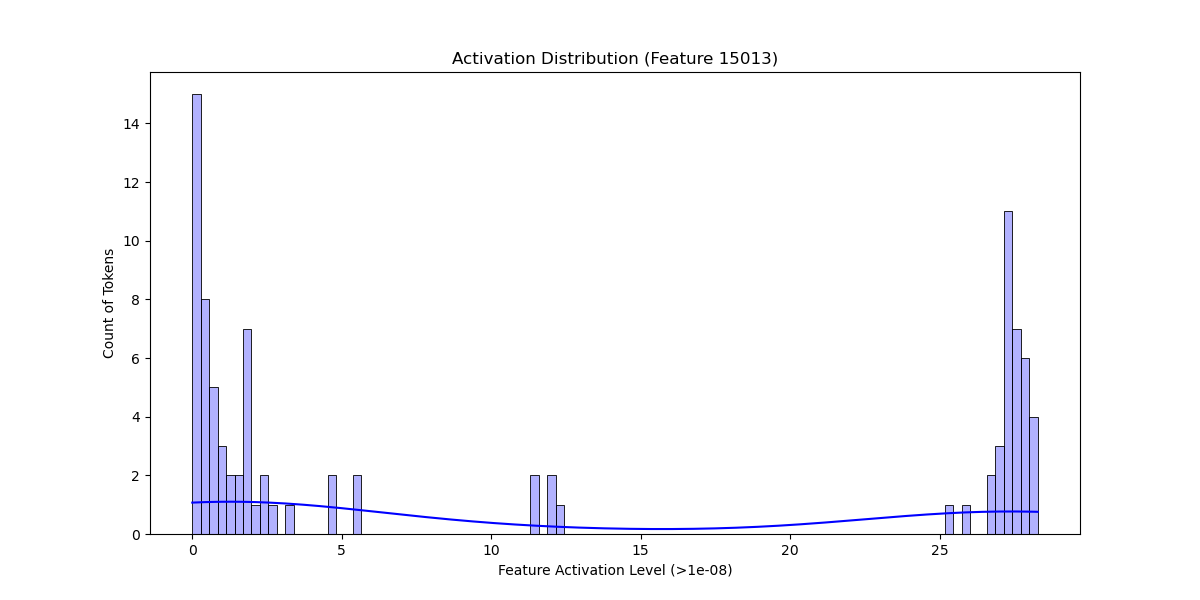 Activation Distribution (Feature 15013)
Count of Tokens
14
12
10
8
6
4
2
0
0 5 10 15 20 25
Feature Activation Level (>1e-08)